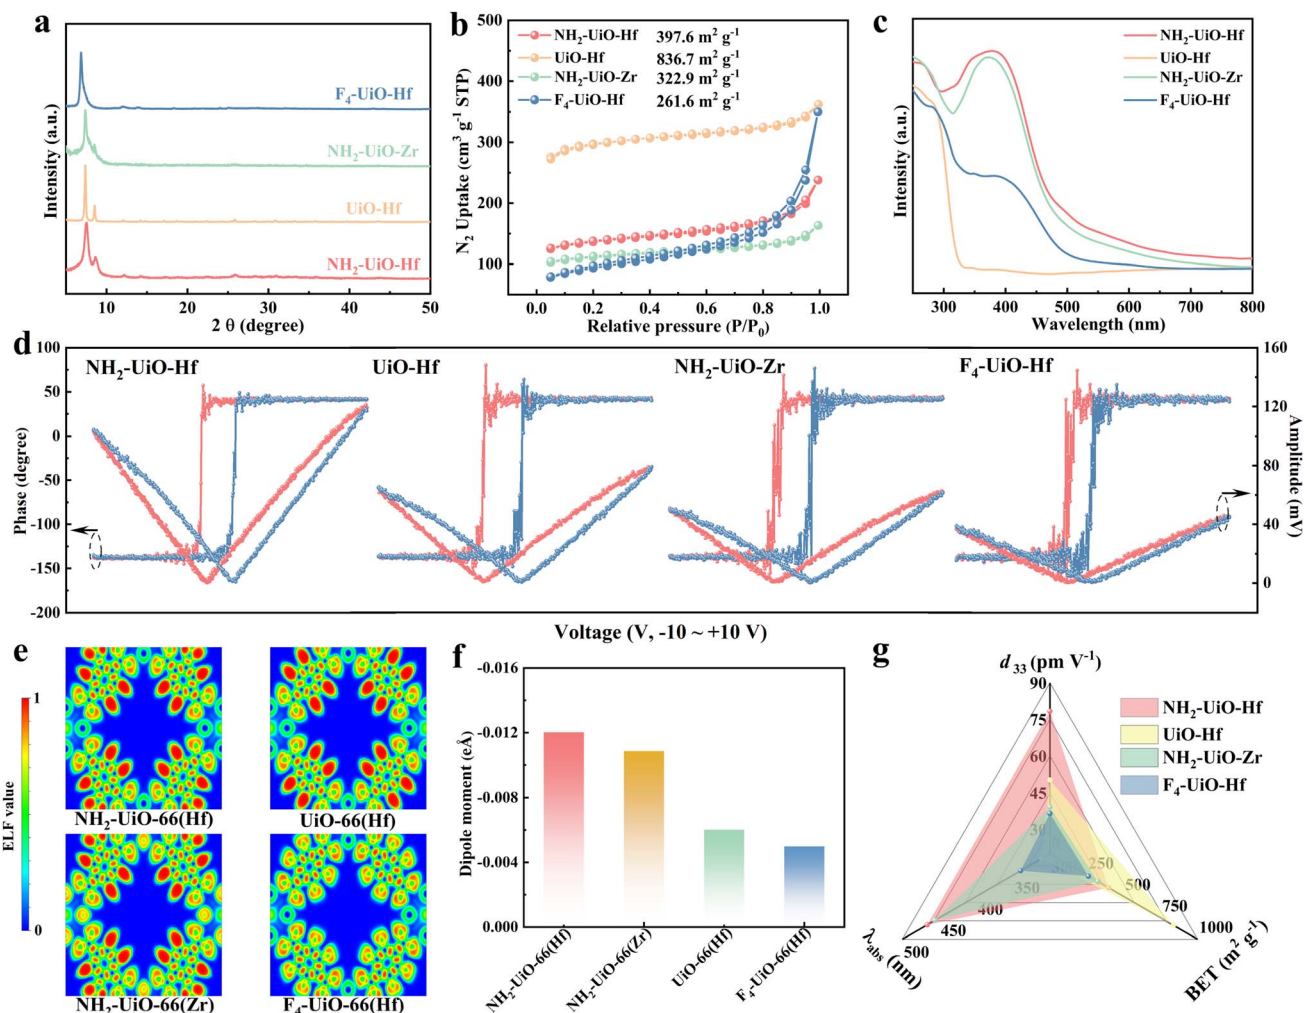 a
Intensity (a.u.)
F₄-UiO-Hf
NH₂-UiO-Zr
UiO-Hf
NH₂-UiO-Hf
0 10 20 30 40 50
2 θ (degree)
b
N₂ Uptake (cm³ g⁻¹ STP)
500
400
300
200
100
NH₂-UiO-Hf 397.6 m² g⁻¹
UiO-Hf 836.7 m² g⁻¹
NH₂-UiO-Zr 322.9 m² g⁻¹
F₄-UiO-Hf 261.6 m² g⁻¹
0.0 0.2 0.4 0.6 0.8 1.0
Relative pressure (P/P₀)
c
Intensity (a.u.)
NH₂-UiO-Hf
UiO-Hf
NH₂-UiO-Zr
F₄-UiO-Hf
300 400 500 600 700 800
Wavelength (nm)
d
Phase (degree)
100
50
0
-50
-100
-150
-200
NH₂-UiO-Hf UiO-Hf NH₂-UiO-Zr F₄-UiO-Hf
160
120
80
40
0
Amplitude (mV)
Voltage (V, -10 ~ +10 V)
e
ELF value
1
0
NH₂-UiO-66(Hf) UiO-66(Hf)
NH₂-UiO-66(Zr) F₄-UiO-66(Hf)
f
Dipole moment (eÅ)
-0.016
-0.012
-0.008
-0.004
0.000
NH₂-UiO-66(Hf)
NH₂-UiO-66(Zr)
UiO-66(Hf)
F₄-UiO-66(Hf)
g
d ₃₃ (pm V⁻¹)
90
75
60
45
30
NH₂-UiO-Hf
UiO-Hf
NH₂-UiO-Zr
F₄-UiO-Hf
250
500
750
1000
BET (m² g⁻¹)
350
400
450
500
λabs (nm)